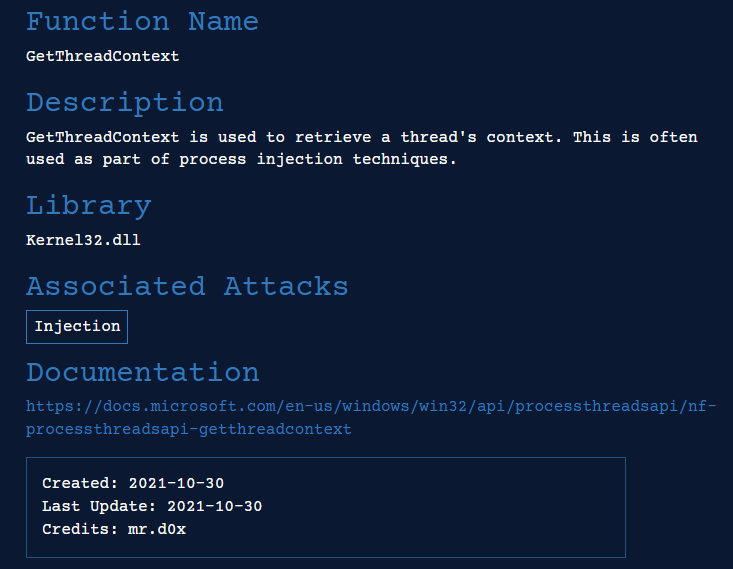 Function Name
GetThreadContext
Description
GetThreadContext is used to retrieve a thread's context. This is often
used as part of process injection techniques.
Library
Kernel32.dll
Associated Attacks
Injection
Documentation
https://docs.microsoft.com/en-us/windows/win32/api/processthreadsapi/nf-
processthreadsapi-getthreadcontext
Created: 2021-10-30
Last Update: 2021-10-30
Credits: mr.d0x